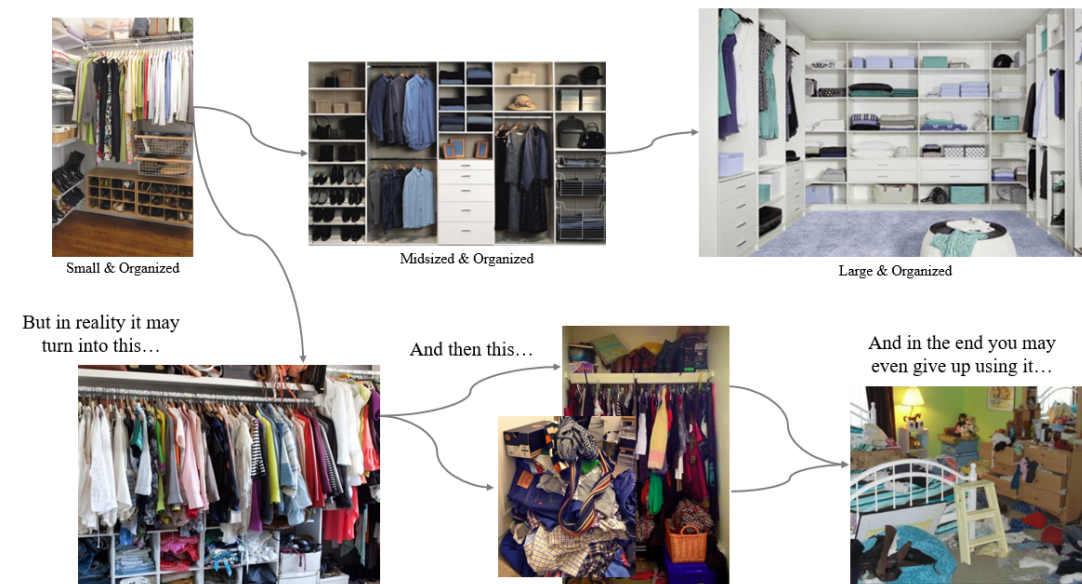 Small & Organized
Midsized & Organized
Large & Organized
But in reality it may
turn into this…
And then this…
And in the end you may
even give up using it…